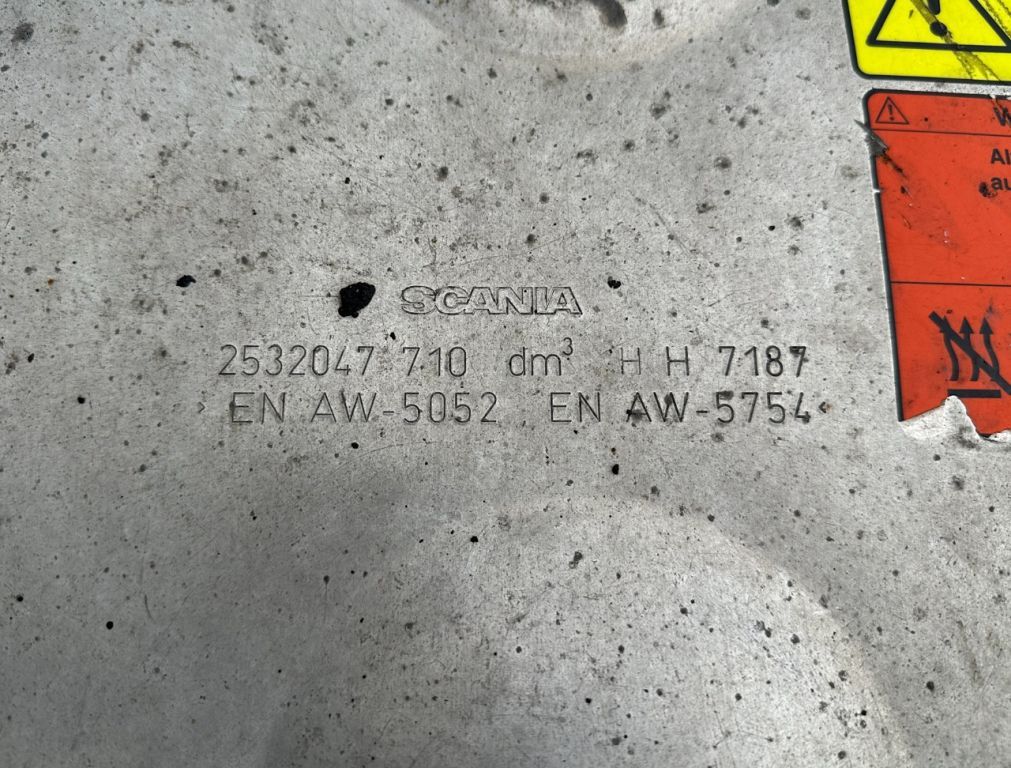 SCANIA
2532047 710 dm³ H H 7187
EN AW-5052 EN AW-5754